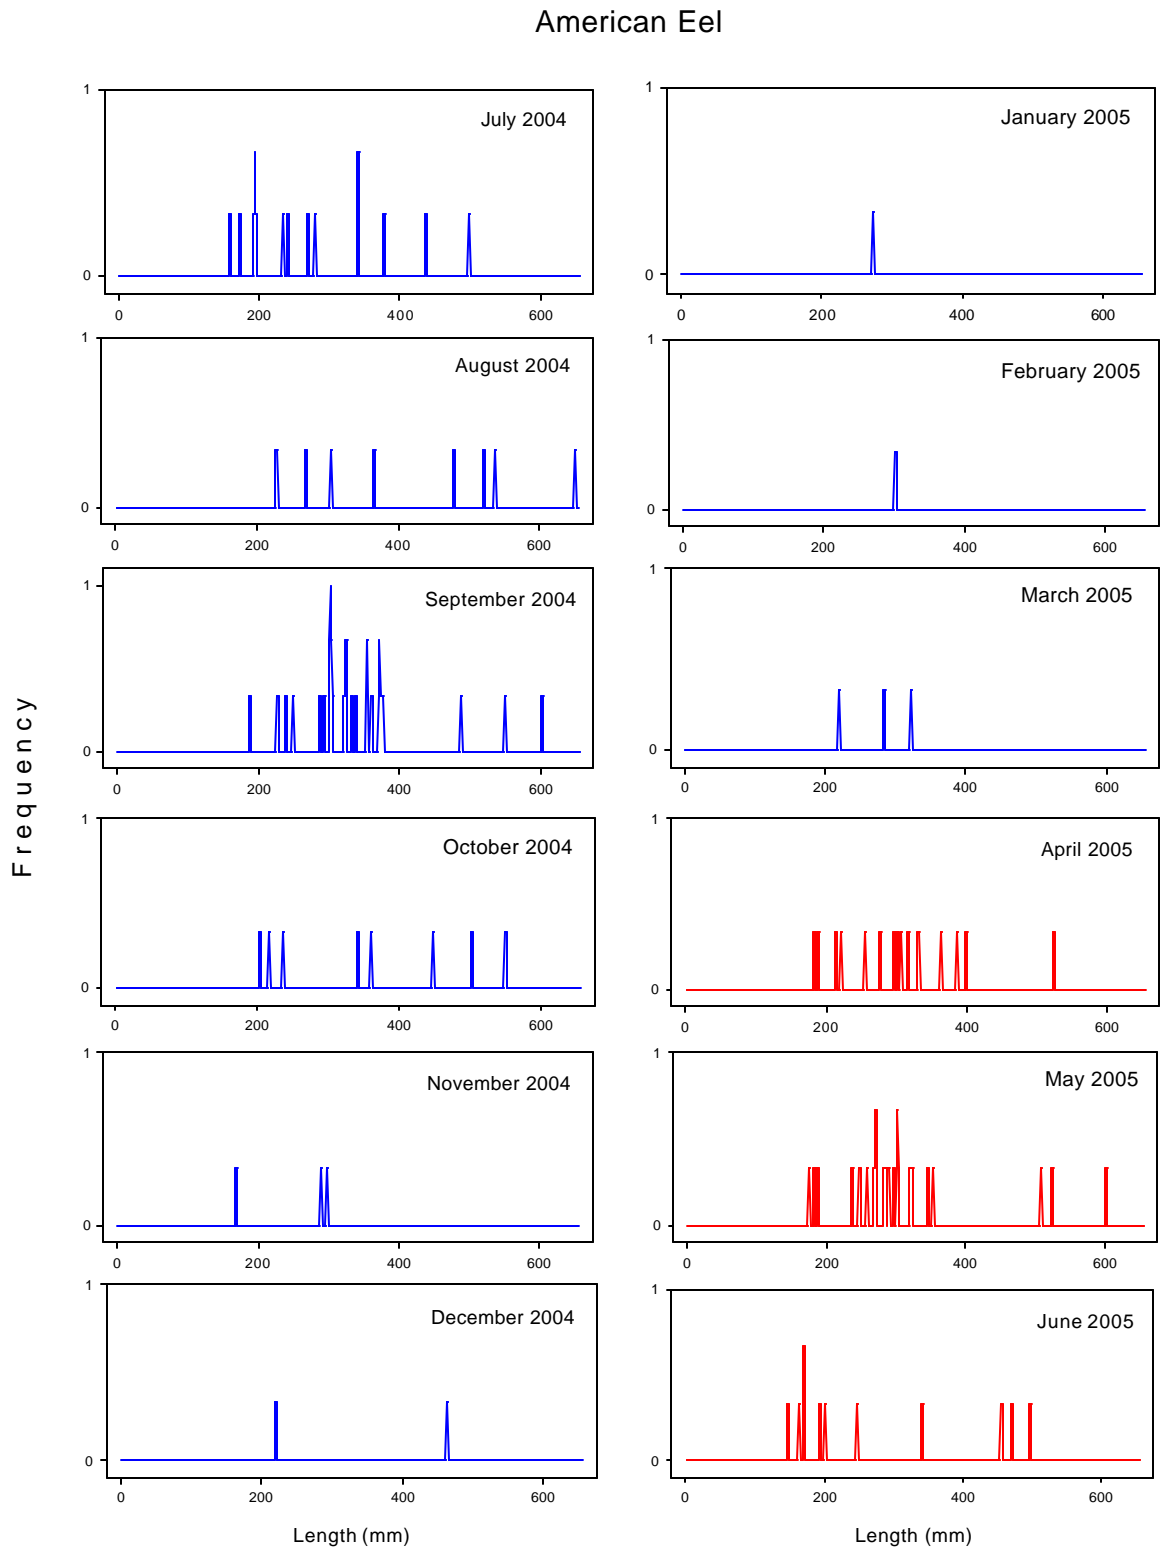 American Eel
Frequency
1
July 2004
0
0 200 400 600
1
August 2004
0
0 200 400 600
1
September 2004
0
0 200 400 600
1
October 2004
0
0 200 400 600
1
November 2004
0
0 200 400 600
1
December 2004
0
0 200 400 600
Length (mm)
1
January 2005
0
0 200 400 600
1
February 2005
0
0 200 400 600
1
March 2005
0
0 200 400 600
1
April 2005
0
0 200 400 600
1
May 2005
0
0 200 400 600
1
June 2005
0
0 200 400 600
Length (mm)